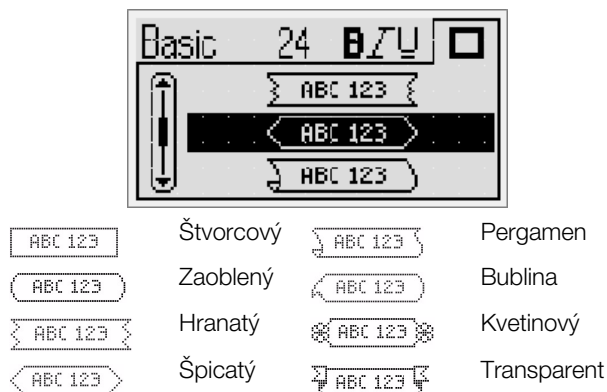 Basic 24 B I U
ABC 123
ABC 123
ABC 123
ABC 123 Štvorcový ABC 123 Pergamen
ABC 123 Zaoblený ABC 123 Bublina
ABC 123 Hranatý ABC 123 Kvetinový
ABC 123 Špicatý ABC 123 Transparent